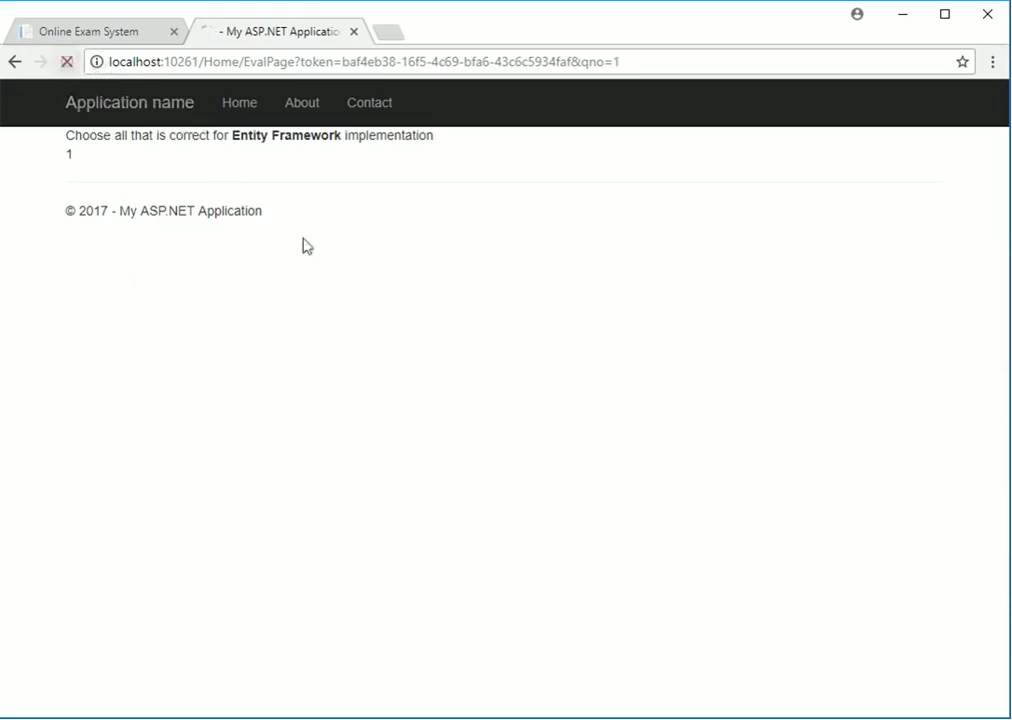 Online Exam System
- My ASP.NET Applicatio
localhost:10261/Home/EvalPage?token=baf4eb38-16f5-4c69-bfa6-43c6c5934faf&qno=1
Application name Home About Contact
Choose all that is correct for Entity Framework implementation
1
© 2017 - My ASP.NET Application